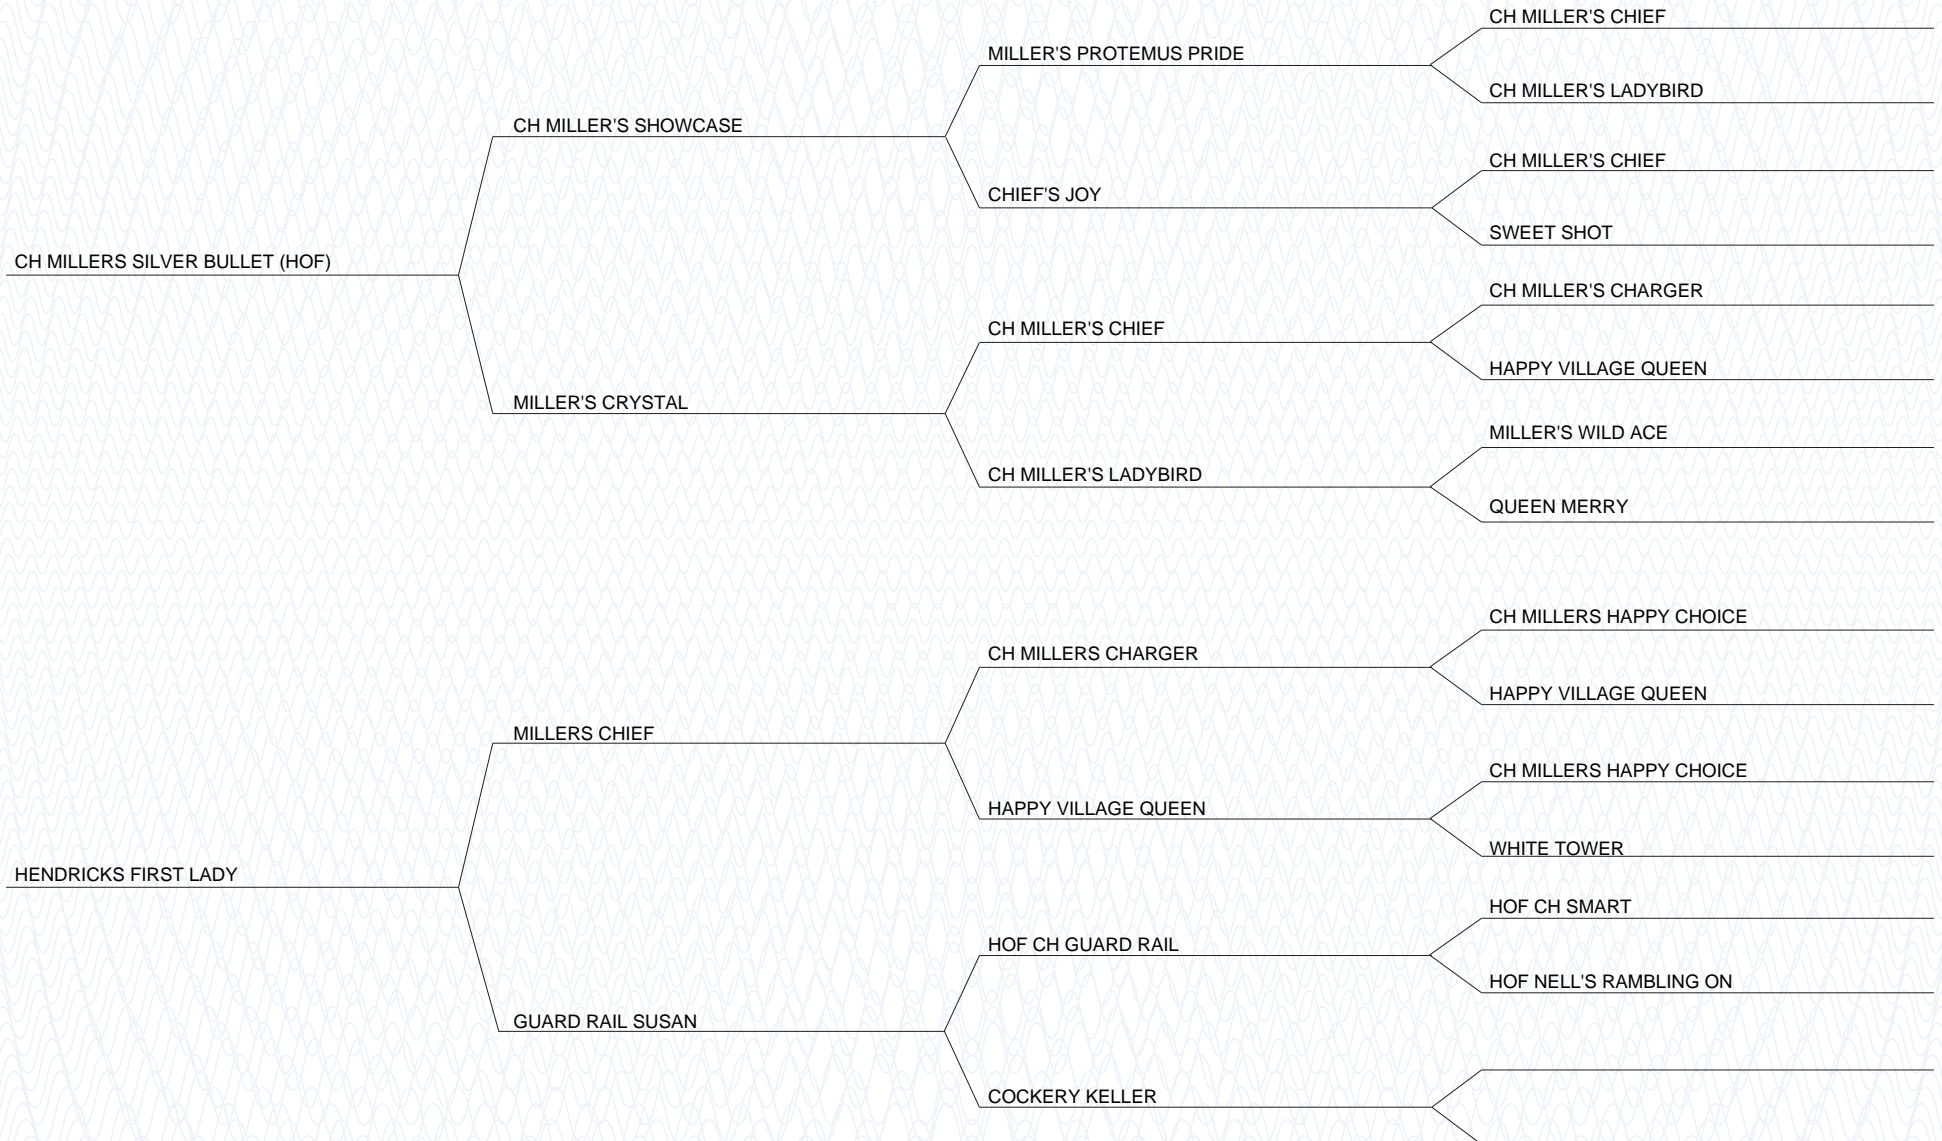 CH MILLER'S CHIEF
MILLER'S PROTEMUS PRIDE
CH MILLER'S LADYBIRD
CH MILLER'S SHOWCASE
CH MILLER'S CHIEF
CHIEF'S JOY
SWEET SHOT
CH MILLERS SILVER BULLET (HOF)
CH MILLER'S CHARGER
CH MILLER'S CHIEF
HAPPY VILLAGE QUEEN
MILLER'S CRYSTAL
MILLER'S WILD ACE
CH MILLER'S LADYBIRD
QUEEN MERRY
CH MILLERS HAPPY CHOICE
CH MILLERS CHARGER
HAPPY VILLAGE QUEEN
MILLERS CHIEF
CH MILLERS HAPPY CHOICE
HAPPY VILLAGE QUEEN
WHITE TOWER
HENDRICKS FIRST LADY
HOF CH SMART
HOF CH GUARD RAIL
HOF NELL'S RAMBLING ON
GUARD RAIL SUSAN
COCKERY KELLER